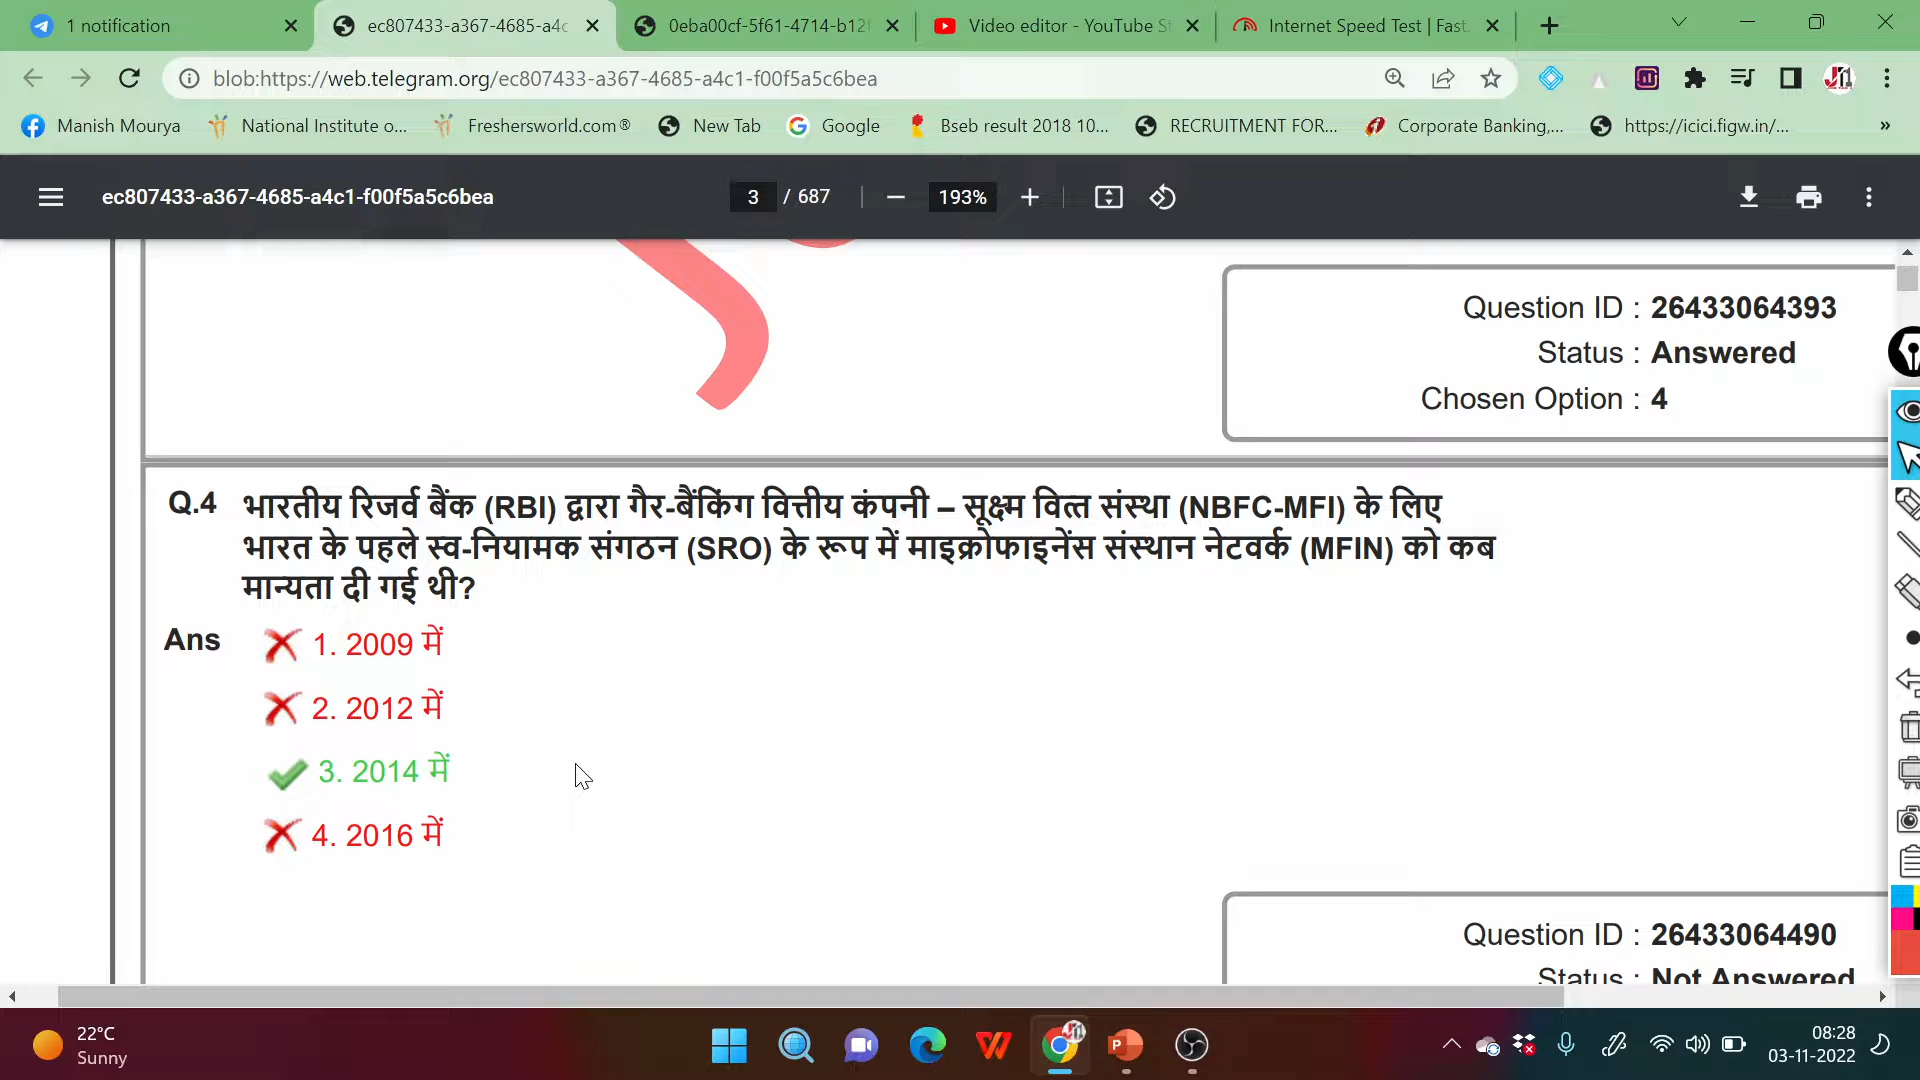 1 notification
ec807433-a367-4685-a4c
0eba00cf-5f61-4714-b12
Video editor - YouTube S
Internet Speed Test | Fast.
blob:https://web.telegram.org/ec807433-a367-4685-a4c1-f00f5a5c6bea
Manish Mourya
National Institute o...
Freshersworld.com®
New Tab
Google
Bseb result 2018 10...
RECRUITMENT FOR...
Corporate Banking,...
https://icici.figw.in/...
»
ec807433-a367-4685-a4c1-f00f5a5c6bea
3 / 687
193%
Question ID : 26433064393
Status : Answered
Chosen Option : 4
Q.4 भारतीय रिजर्व बैंक (RBI) द्वारा गैर-बैंकिंग वित्तीय कंपनी – सूक्ष्म वित्त संस्था (NBFC-MFI) के लिए
भारत के पहले स्व-नियामक संगठन (SRO) के रूप में माइक्रोफाइनेंस संस्थान नेटवर्क (MFIN) को कब
मान्यता दी गई थी?
Ans 1. 2009 में
2. 2012 में
3. 2014 में
4. 2016 में
Question ID : 26433064490
Status : Not Answered
22°C
Sunny
08:28
03-11-2022